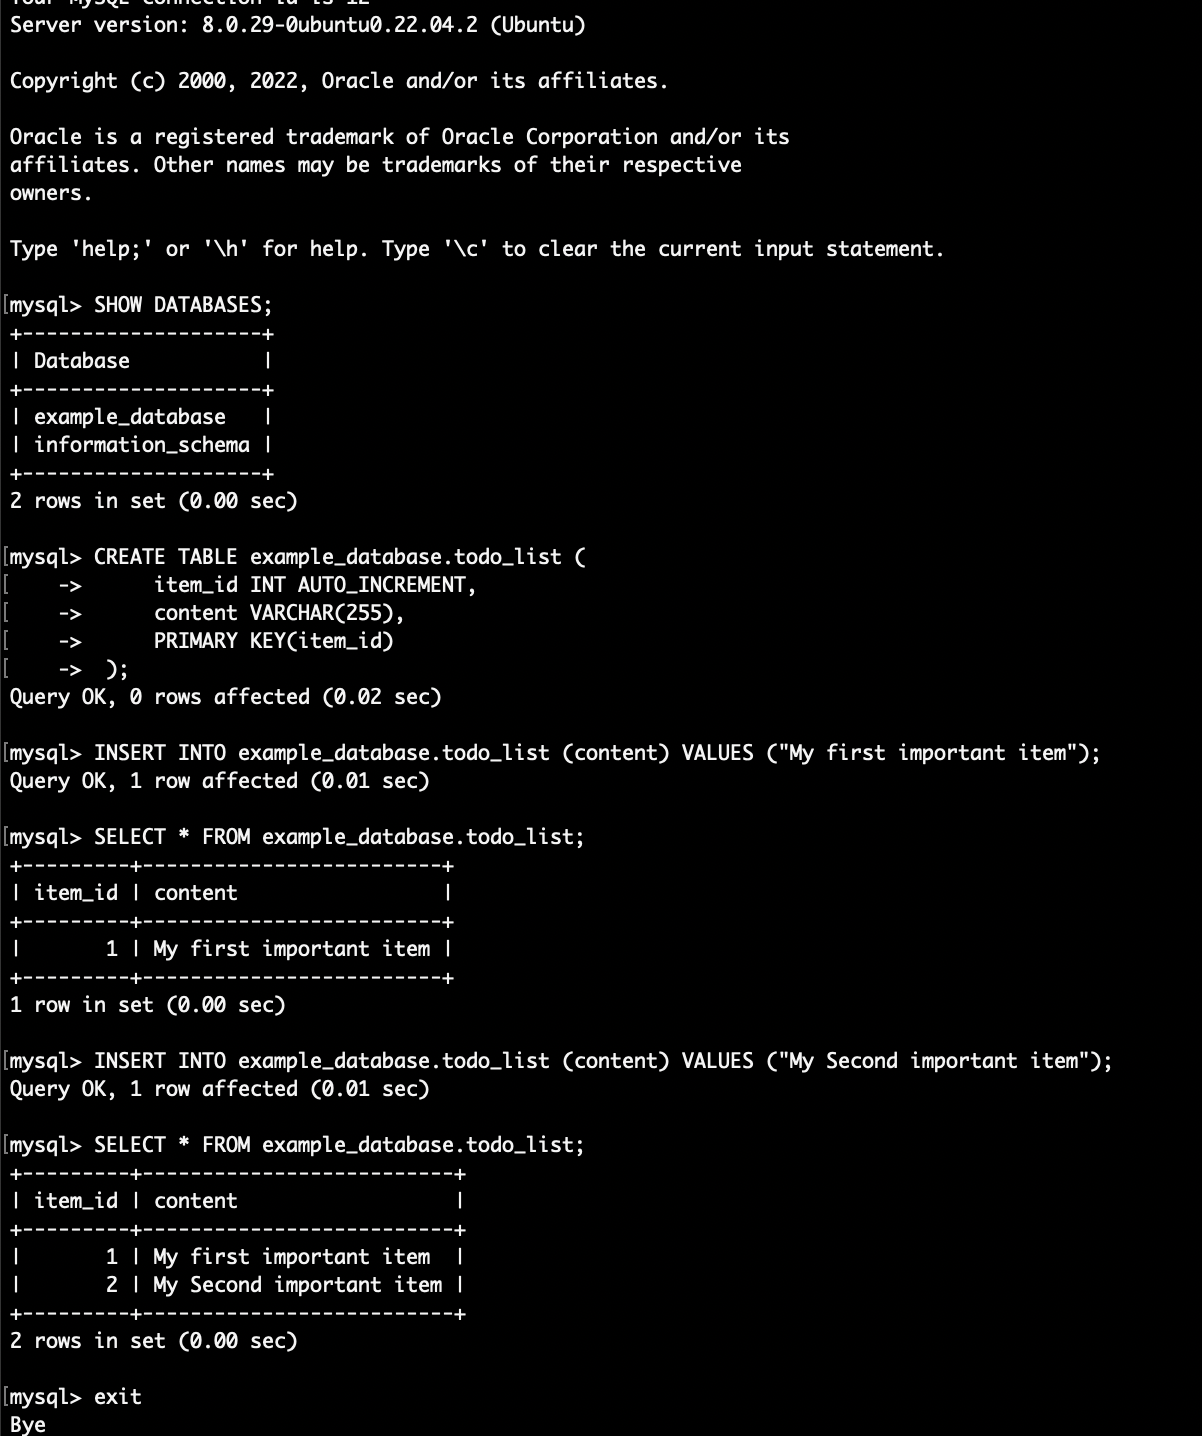 Your MySQL connection id is 12
Server version: 8.0.29-0ubuntu0.22.04.2 (Ubuntu)
Copyright (c) 2000, 2022, Oracle and/or its affiliates.
Oracle is a registered trademark of Oracle Corporation and/or its
affiliates. Other names may be trademarks of their respective
owners.
Type 'help;' or '\h' for help. Type '\c' to clear the current input statement.
[mysql> SHOW DATABASES;
+--------------------+
| Database           |
+--------------------+
| example_database   |
| information_schema |
+--------------------+
2 rows in set (0.00 sec)
[mysql> CREATE TABLE example_database.todo_list (
[    ->      item_id INT AUTO_INCREMENT,
[    ->      content VARCHAR(255),
[    ->      PRIMARY KEY(item_id)
[    ->  );
Query OK, 0 rows affected (0.02 sec)
[mysql> INSERT INTO example_database.todo_list (content) VALUES ("My first important item");
Query OK, 1 row affected (0.01 sec)
[mysql> SELECT * FROM example_database.todo_list;
+---------+-------------------------+
| item_id | content                 |
+---------+-------------------------+
|       1 | My first important item |
+---------+-------------------------+
1 row in set (0.00 sec)
[mysql> INSERT INTO example_database.todo_list (content) VALUES ("My Second important item");
Query OK, 1 row affected (0.01 sec)
[mysql> SELECT * FROM example_database.todo_list;
+---------+--------------------------+
| item_id | content                  |
+---------+--------------------------+
|       1 | My first important item  |
|       2 | My Second important item |
+---------+--------------------------+
2 rows in set (0.00 sec)
[mysql> exit
Bye